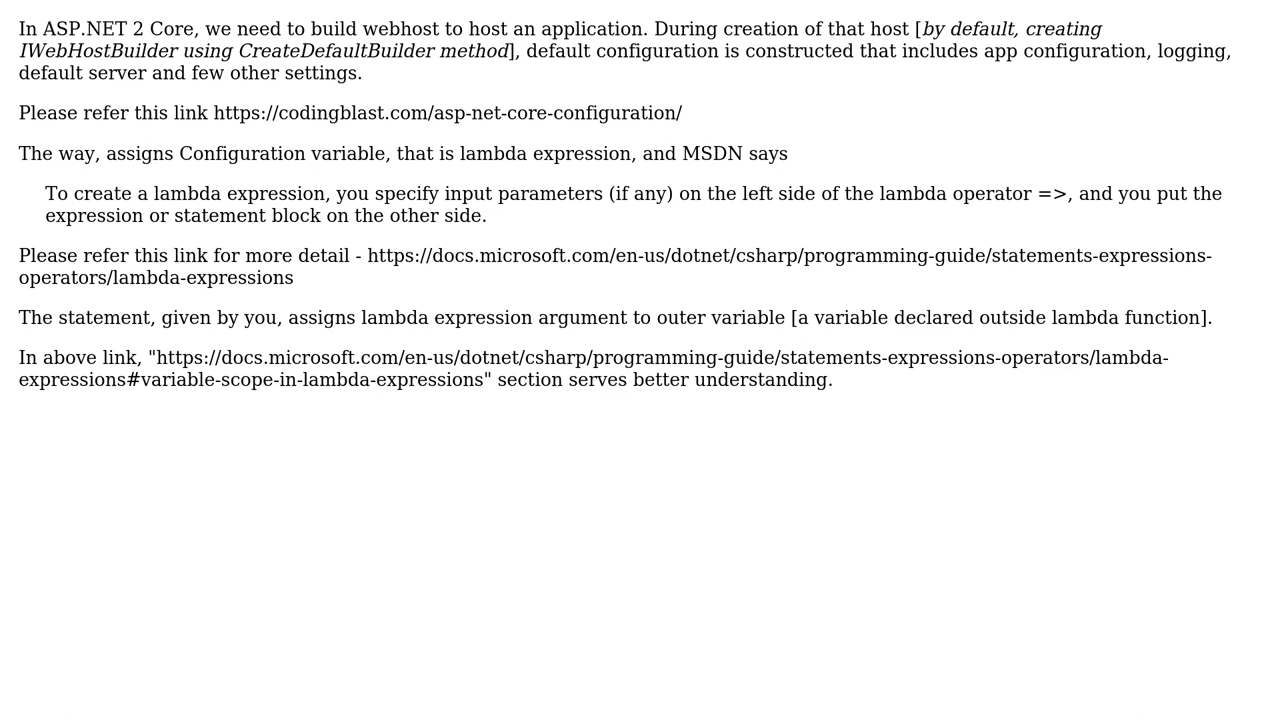 In ASP.NET 2 Core, we need to build webhost to host an application. During creation of that host [by default, creating
IWebHostBuilder using CreateDefaultBuilder method], default configuration is constructed that includes app configuration, logging,
default server and few other settings.
Please refer this link https://codingblast.com/asp-net-core-configuration/
The way, assigns Configuration variable, that is lambda expression, and MSDN says
To create a lambda expression, you specify input parameters (if any) on the left side of the lambda operator =>, and you put the
expression or statement block on the other side.
Please refer this link for more detail - https://docs.microsoft.com/en-us/dotnet/csharp/programming-guide/statements-expressions-
operators/lambda-expressions
The statement, given by you, assigns lambda expression argument to outer variable [a variable declared outside lambda function].
In above link, "https://docs.microsoft.com/en-us/dotnet/csharp/programming-guide/statements-expressions-operators/lambda-
expressions#variable-scope-in-lambda-expressions" section serves better understanding.